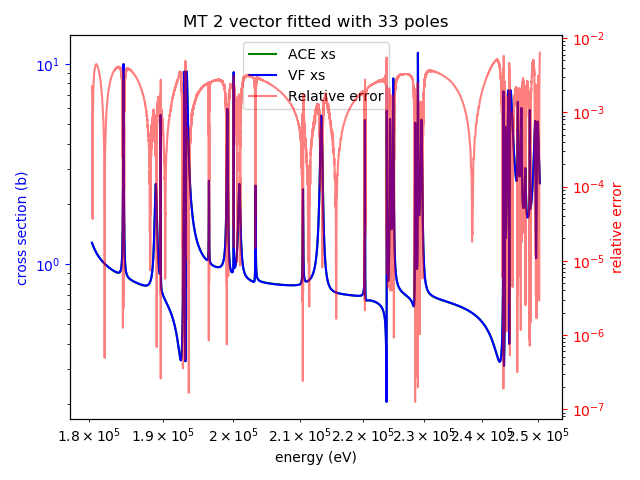 MT 2 vector fitted with 33 poles
ACE xs
VF xs
Relative error
cross section (b)
10¹
10⁰
relative error
10⁻²
10⁻³
10⁻⁴
10⁻⁵
10⁻⁶
10⁻⁷
1.8 × 10⁵ 1.9 × 10⁵ 2 × 10⁵ 2.1 × 10⁵ 2.2 × 10⁵ 2.3 × 10⁵ 2.4 × 10⁵ 2.5 × 10⁵
energy (eV)